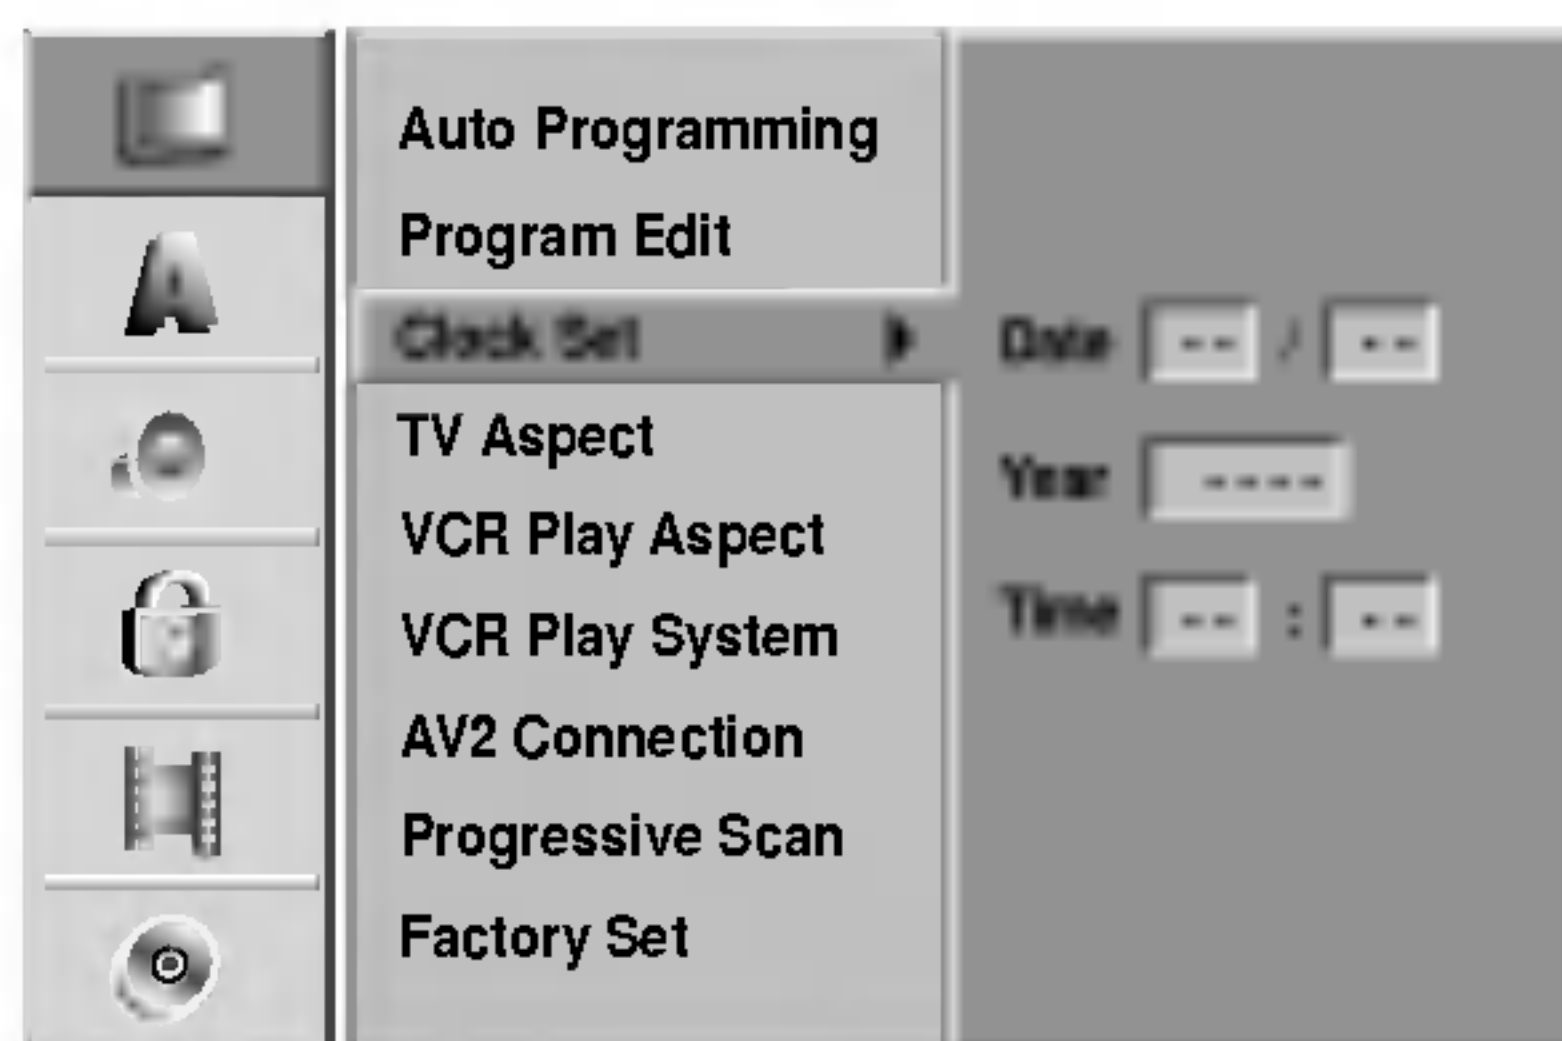 Auto Programming
Program Edit
Clock Set
Date -- / --
TV Aspect
Year ----
VCR Play Aspect
VCR Play System
Time -- : --
AV2 Connection
Progressive Scan
Factory Set